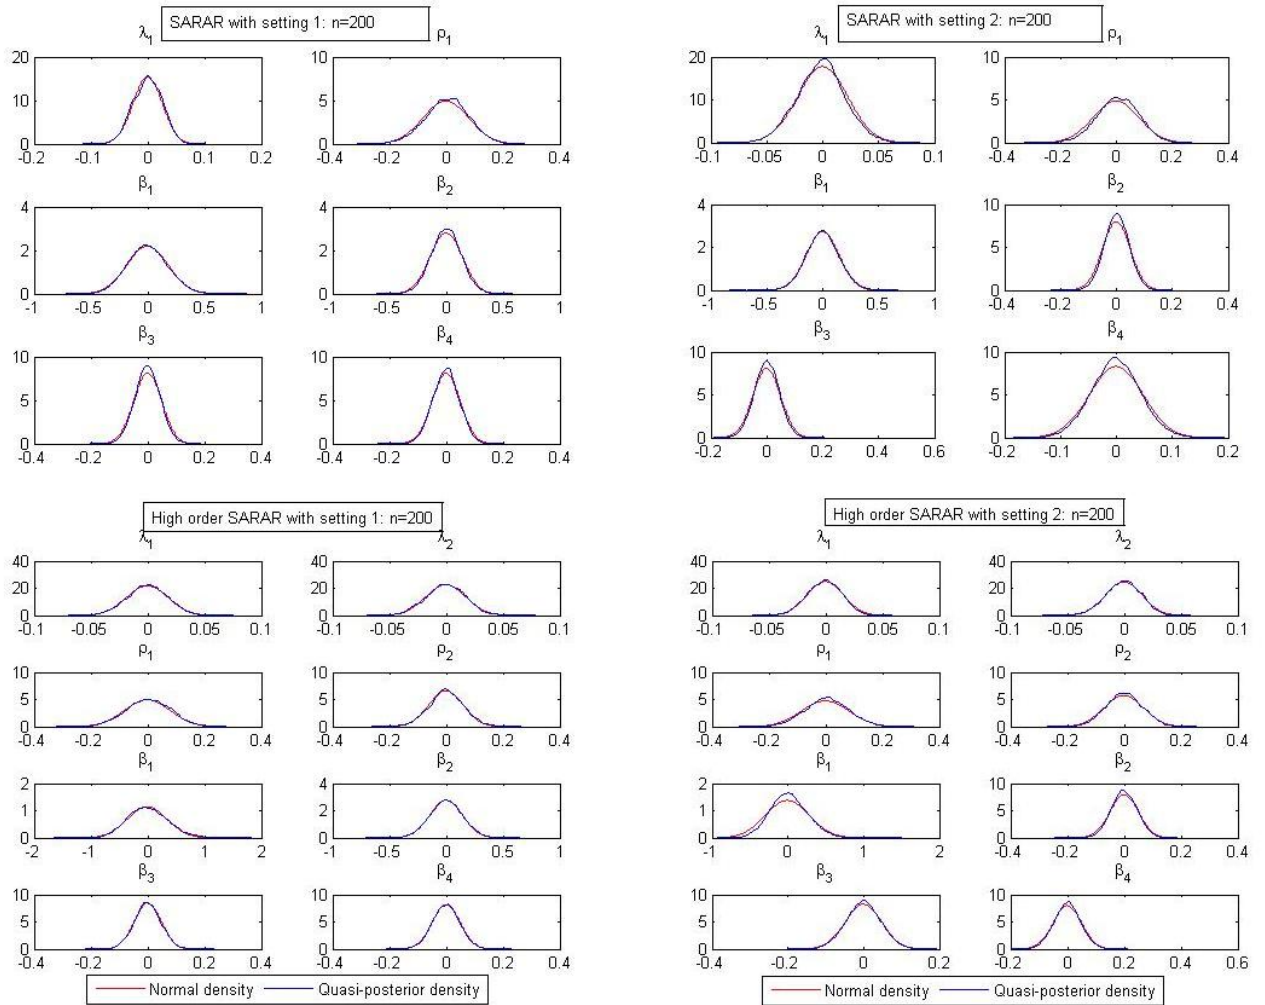 SARAR with setting 1: n=200
λ1 ρ1
20 10
10 5
0 0
-0.2 -0.1 0 0.1 0.2 -0.4 -0.2 0 0.2 0.4
β1 β2
4 4
2 2
0 0
-1 -0.5 0 0.5 1 -1 -0.5 0 0.5 1
β3 β4
10 10
5 5
0 0
-0.4 -0.2 0 0.2 0.4 -0.4 -0.2 0 0.2 0.4
SARAR with setting 2: n=200
λ1 ρ1
20 10
10 5
0 0
-0.1 -0.05 0 0.05 0.1 -0.4 -0.2 0 0.2 0.4
β1 β2
4 10
2 5
0 0
-1 -0.5 0 0.5 1 -0.4 -0.2 0 0.2 0.4
β3 β4
10 10
5 5
0 0
-0.2 0 0.2 0.4 0.6 -0.2 -0.1 0 0.1 0.2
High order SARAR with setting 1: n=200
λ1 λ2
40 40
20 20
0 0
-0.1 -0.05 0 0.05 0.1 -0.1 -0.05 0 0.05 0.1
ρ1 ρ2
10 10
5 5
0 0
-0.4 -0.2 0 0.2 0.4 -0.4 -0.2 0 0.2 0.4
β1 β2
2 4
1 2
0 0
-2 -1 0 1 2 -1 -0.5 0 0.5 1
β3 β4
10 10
5 5
0 0
-0.4 -0.2 0 0.2 0.4 -0.4 -0.2 0 0.2 0.4
Normal density Quasi-posterior density
High order SARAR with setting 2: n=200
λ1 λ2
40 40
20 20
0 0
-0.1 -0.05 0 0.05 0.1 -0.1 -0.05 0 0.05 0.1
ρ1 ρ2
10 10
5 5
0 0
-0.4 -0.2 0 0.2 0.4 -0.4 -0.2 0 0.2 0.4
β1 β2
2 10
1 5
0 0
-1 0 1 2 -0.4 -0.2 0 0.2 0.4
β3 β4
10 10
5 5
0 0
-0.4 -0.2 0 0.2 -0.2 0 0.2 0.4 0.6
Normal density Quasi-posterior density